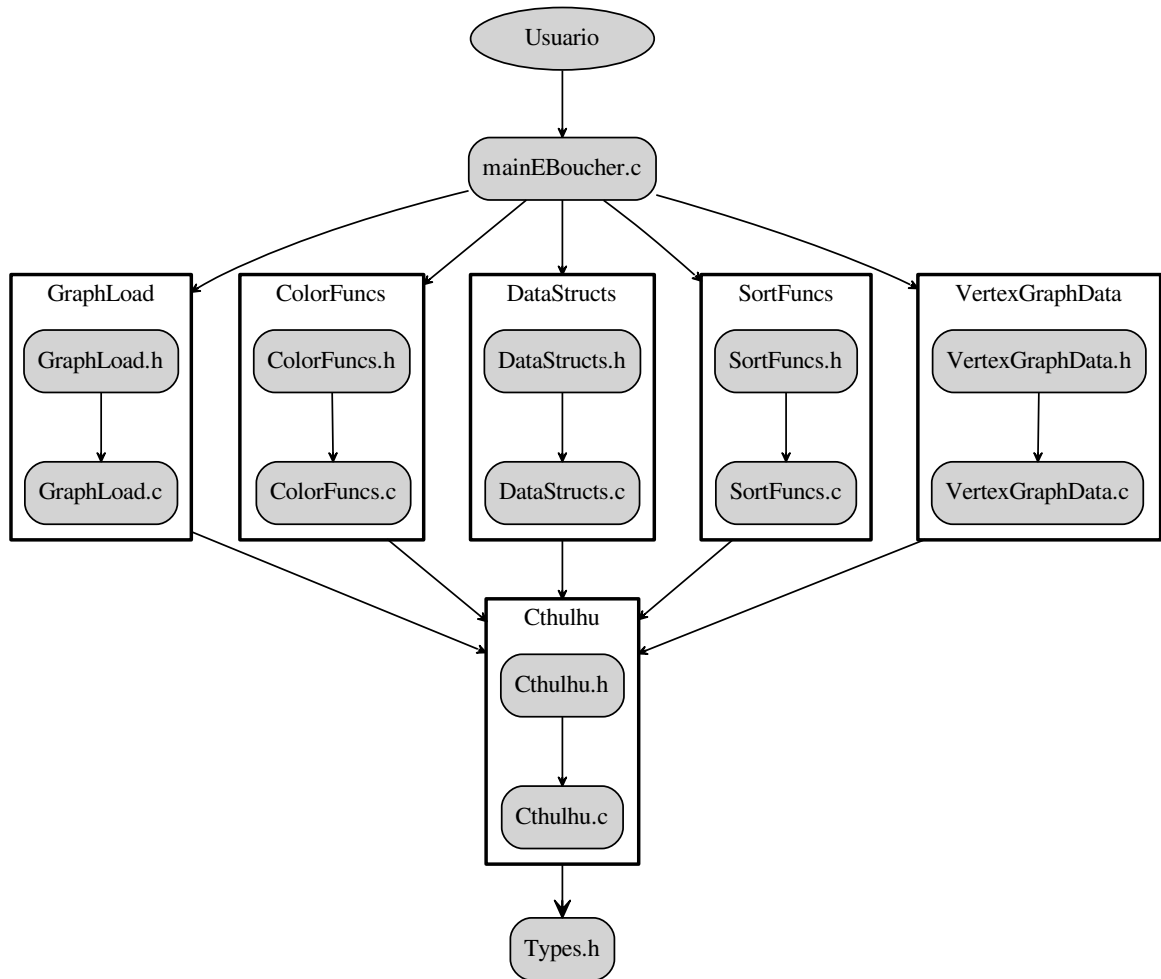 Usuario
mainEBoucher.c
GraphLoad
ColorFuncs
DataStructs
SortFuncs
VertexGraphData
GraphLoad.h
ColorFuncs.h
DataStructs.h
SortFuncs.h
VertexGraphData.h
GraphLoad.c
ColorFuncs.c
DataStructs.c
SortFuncs.c
VertexGraphData.c
Cthulhu
Cthulhu.h
Cthulhu.c
Types.h